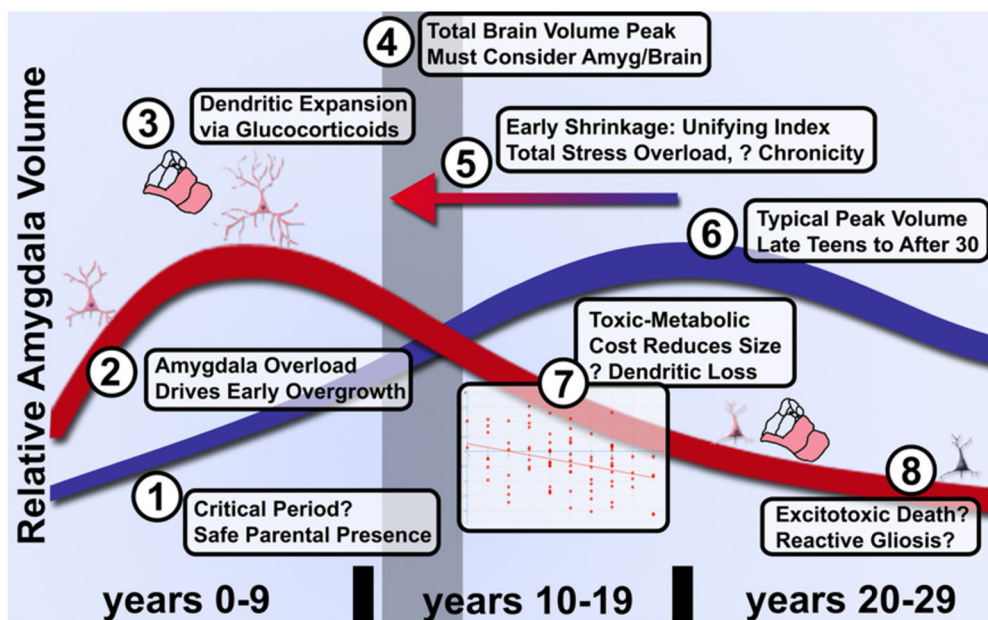 Relative Amygdala Volume
4
Total Brain Volume Peak
Must Consider Amyg/Brain
3
Dendritic Expansion
via Glucocorticoids
5
Early Shrinkage: Unifying Index
Total Stress Overload, ? Chronicity
6
Typical Peak Volume
Late Teens to After 30
2
Amygdala Overload
Drives Early Overgrowth
7
Toxic-Metabolic
Cost Reduces Size
? Dendritic Loss
1
Critical Period?
Safe Parental Presence
8
Excitotoxic Death?
Reactive Gliosis?
years 0-9
years 10-19
years 20-29